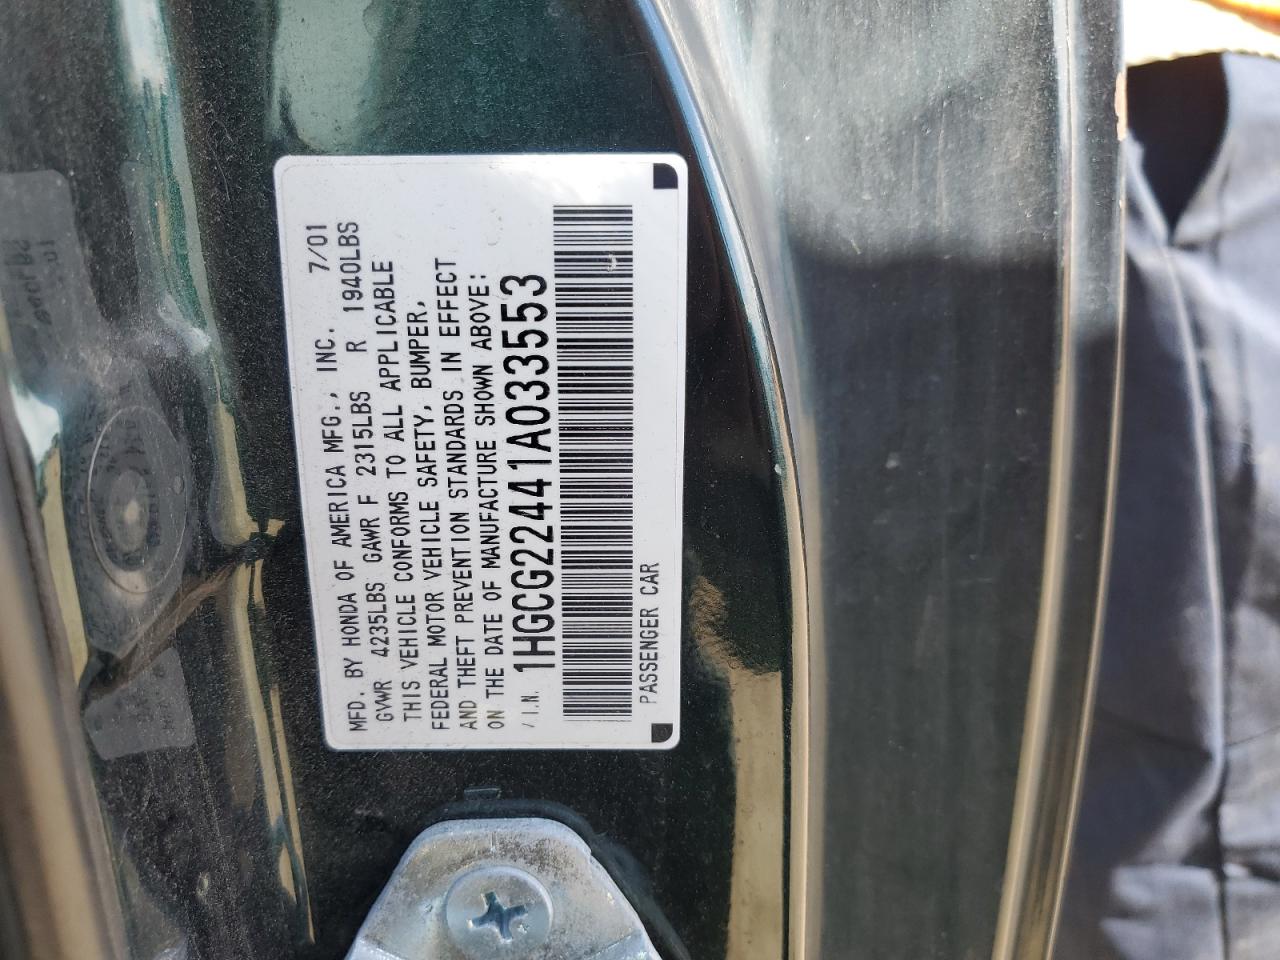 MFD. BY HONDA OF AMERICA MFG., INC. 7/01
GVWR 4235LBS GAWR F 2315LBS R 1940LBS
THIS VEHICLE CONFORMS TO ALL APPLICABLE
FEDERAL MOTOR VEHICLE SAFETY, BUMPER,
AND THEFT PREVENTION STANDARDS IN EFFECT
ON THE DATE OF MANUFACTURE SHOWN ABOVE:
V.I.N. 1HGCG22441A033553
PASSENGER CAR